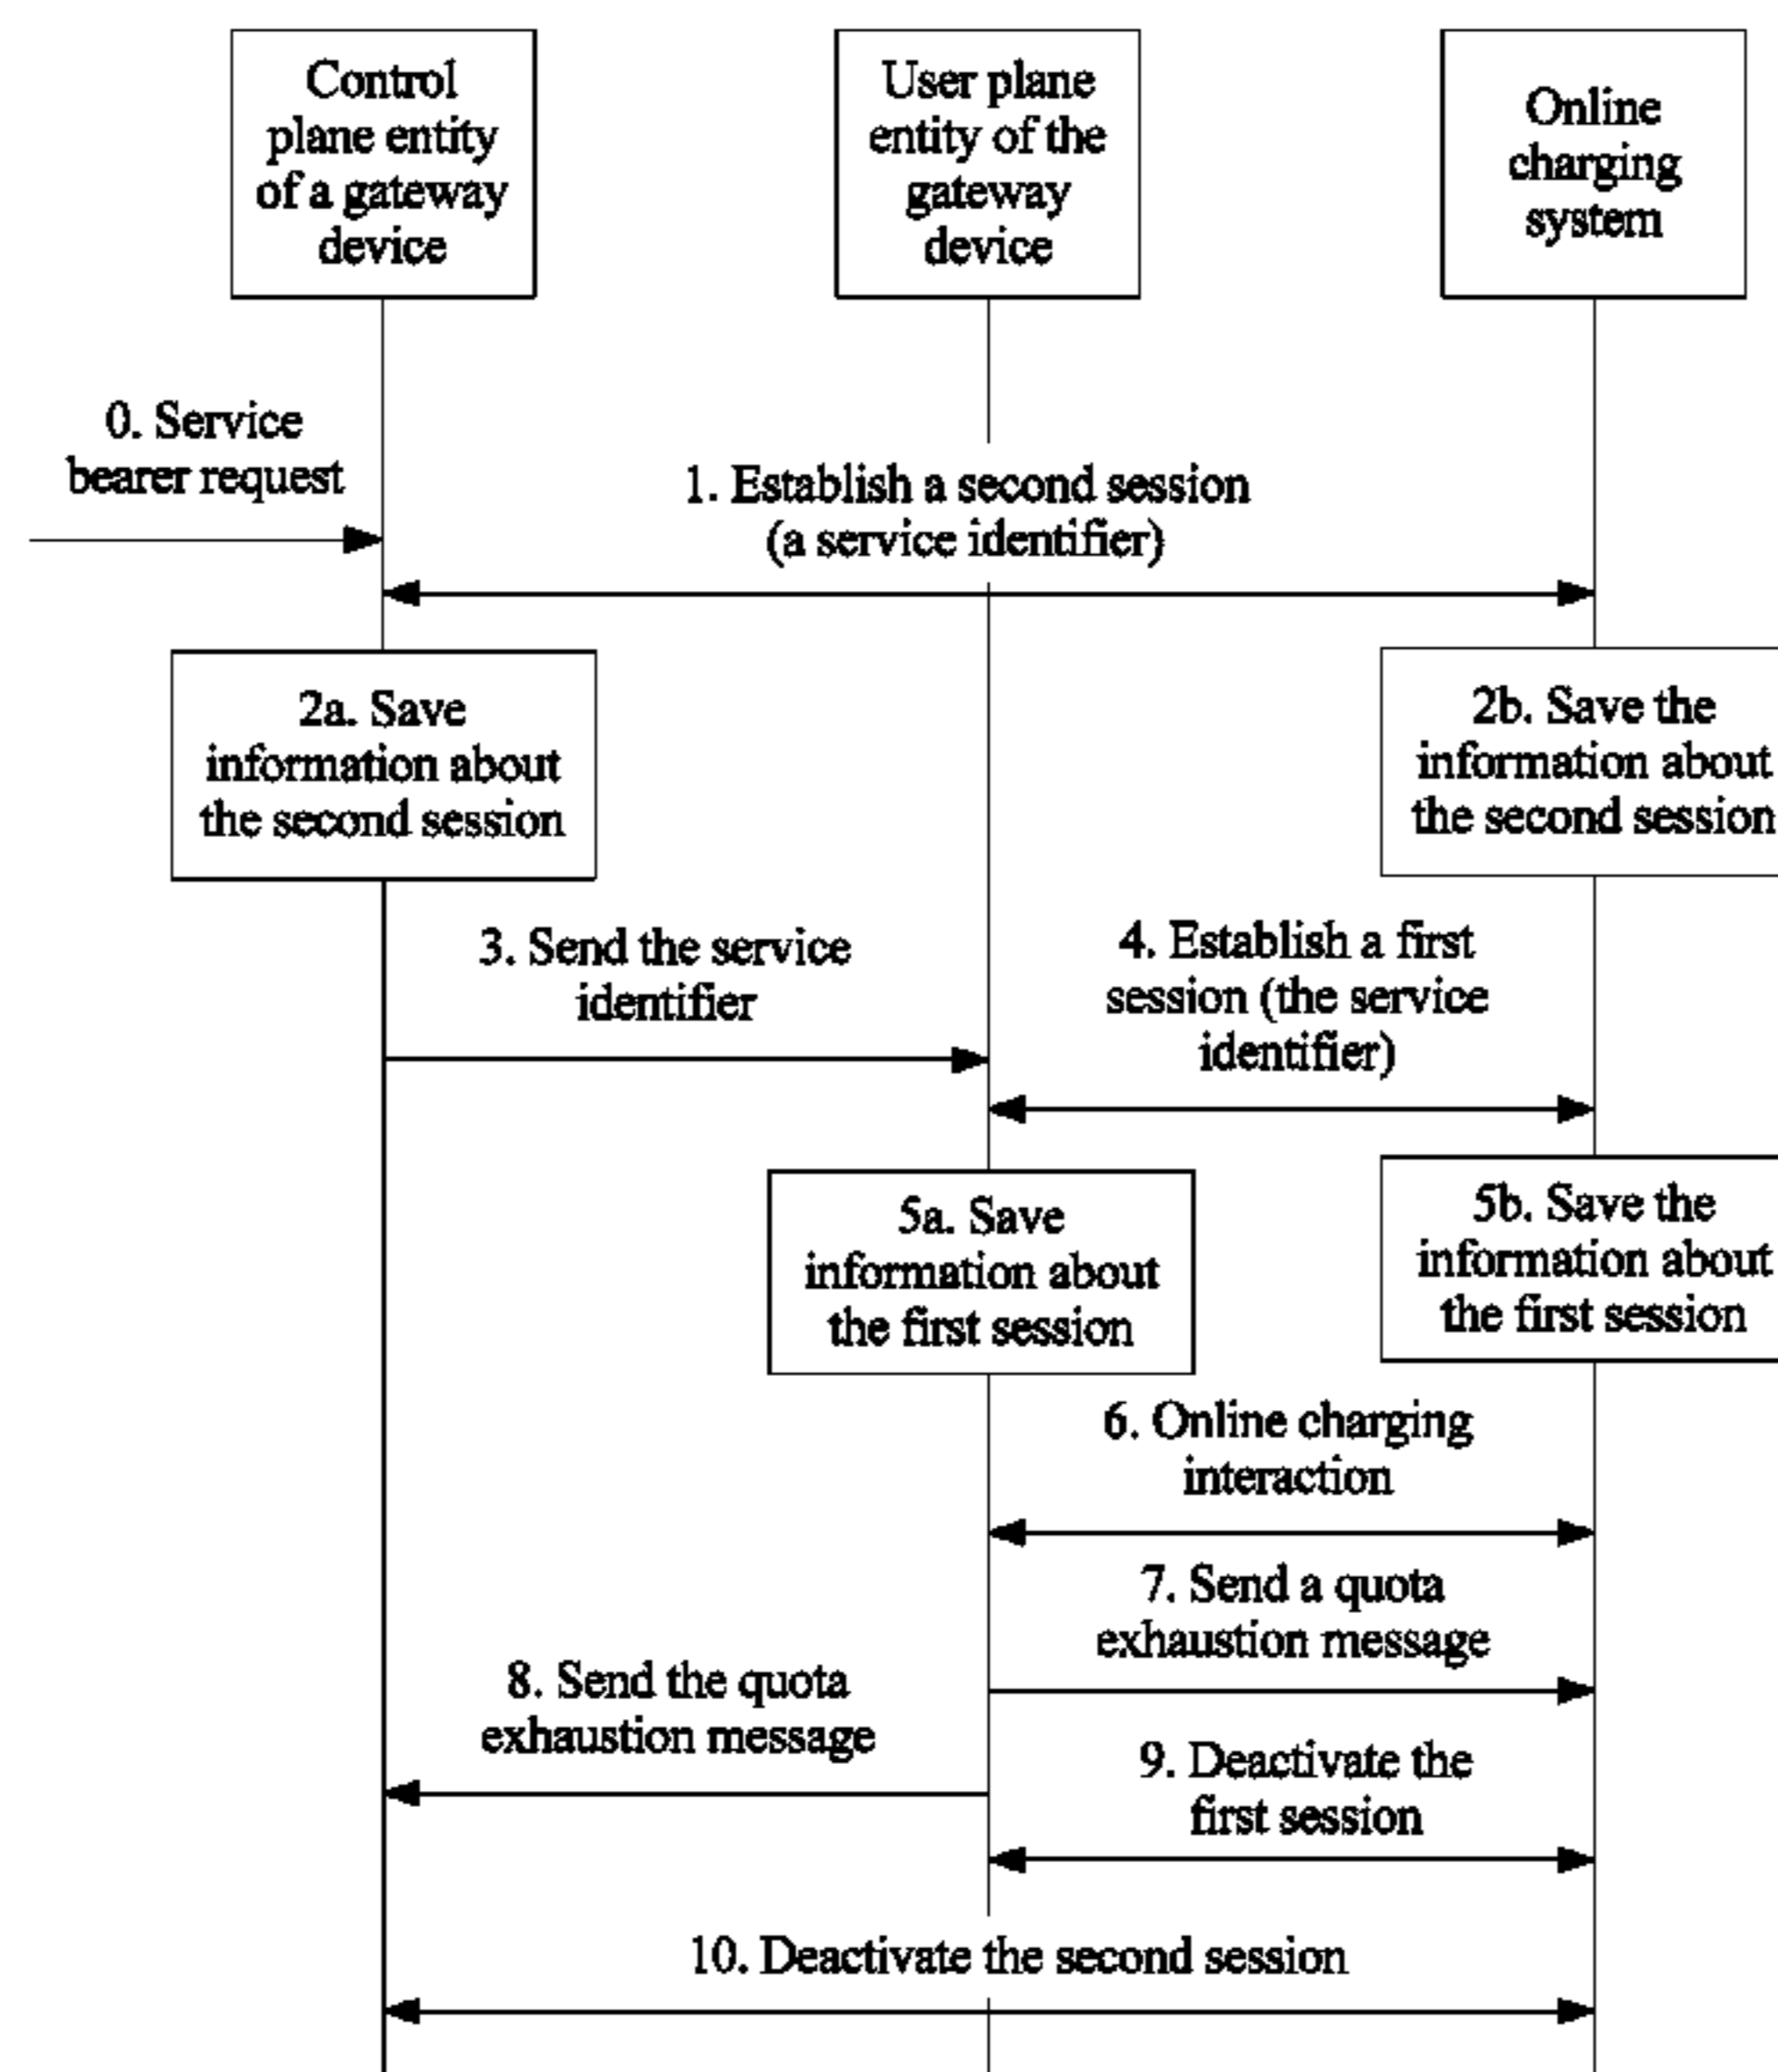 Control
plane entity
of a gateway
device
User plane
entity of the
gateway
device
Online
charging
system
0. Service
bearer request
1. Establish a second session
(a service identifier)
2a. Save
information about
the second session
2b. Save the
information about
the second session
3. Send the service
identifier
4. Establish a first
session (the service
identifier)
5a. Save
information about
the first session
5b. Save the
information about
the first session
6. Online charging
interaction
7. Send a quota
exhaustion message
8. Send the quota
exhaustion message
9. Deactivate the
first session
10. Deactivate the second session